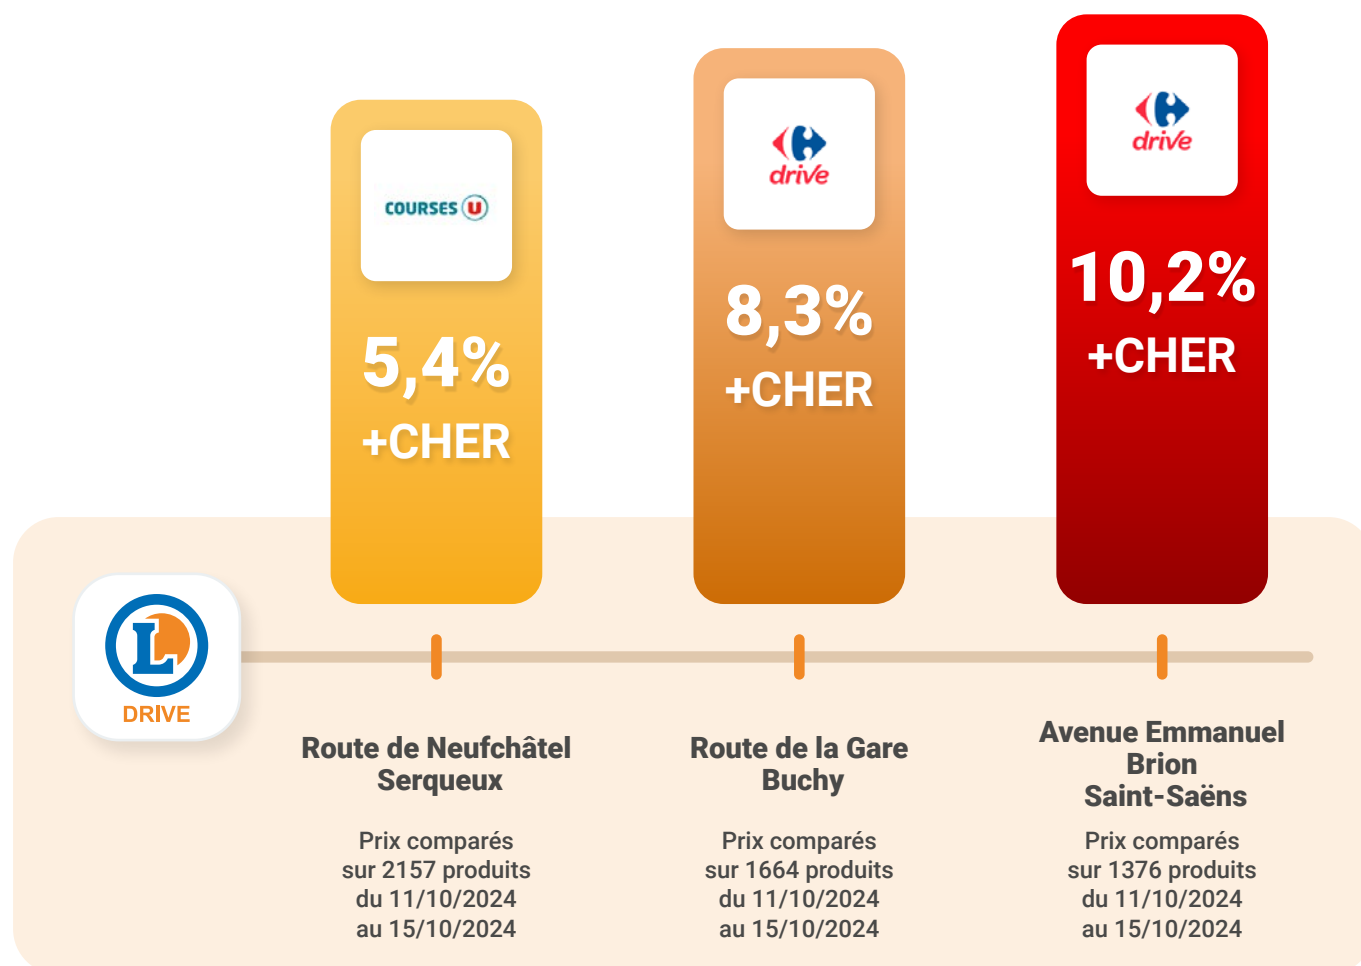 COURSES U
5,4%
+CHER
drive
8,3%
+CHER
drive
10,2%
+CHER
L
DRIVE
Route de Neufchâtel
Serqueux
Prix comparés
sur 2157 produits
du 11/10/2024
au 15/10/2024
Route de la Gare
Buchy
Prix comparés
sur 1664 produits
du 11/10/2024
au 15/10/2024
Avenue Emmanuel
Brion
Saint-Saëns
Prix comparés
sur 1376 produits
du 11/10/2024
au 15/10/2024